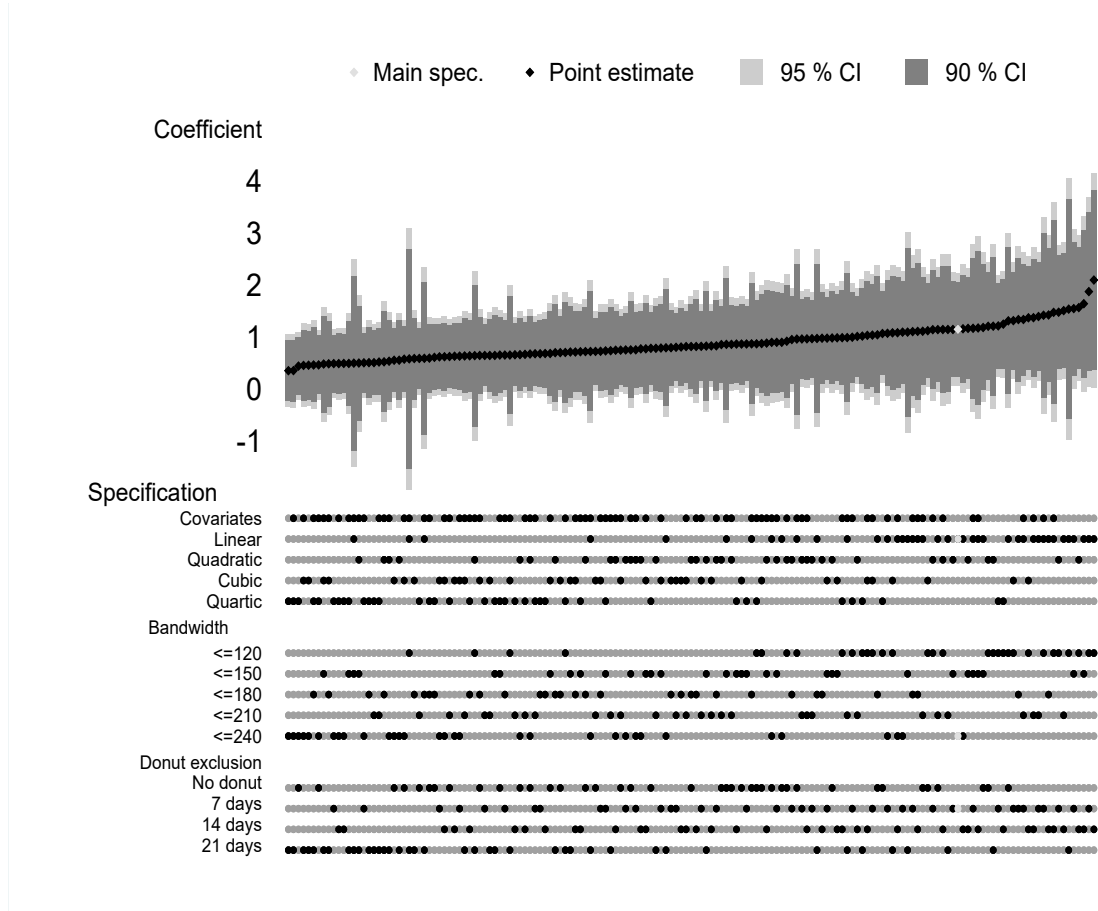 Main spec. Point estimate 95 % CI 90 % CI
Coefficient
4
3
2
1
0
-1
Specification
Covariates
Linear
Quadratic
Cubic
Quartic
Bandwidth
<=120
<=150
<=180
<=210
<=240
Donut exclusion
No donut
7 days
14 days
21 days